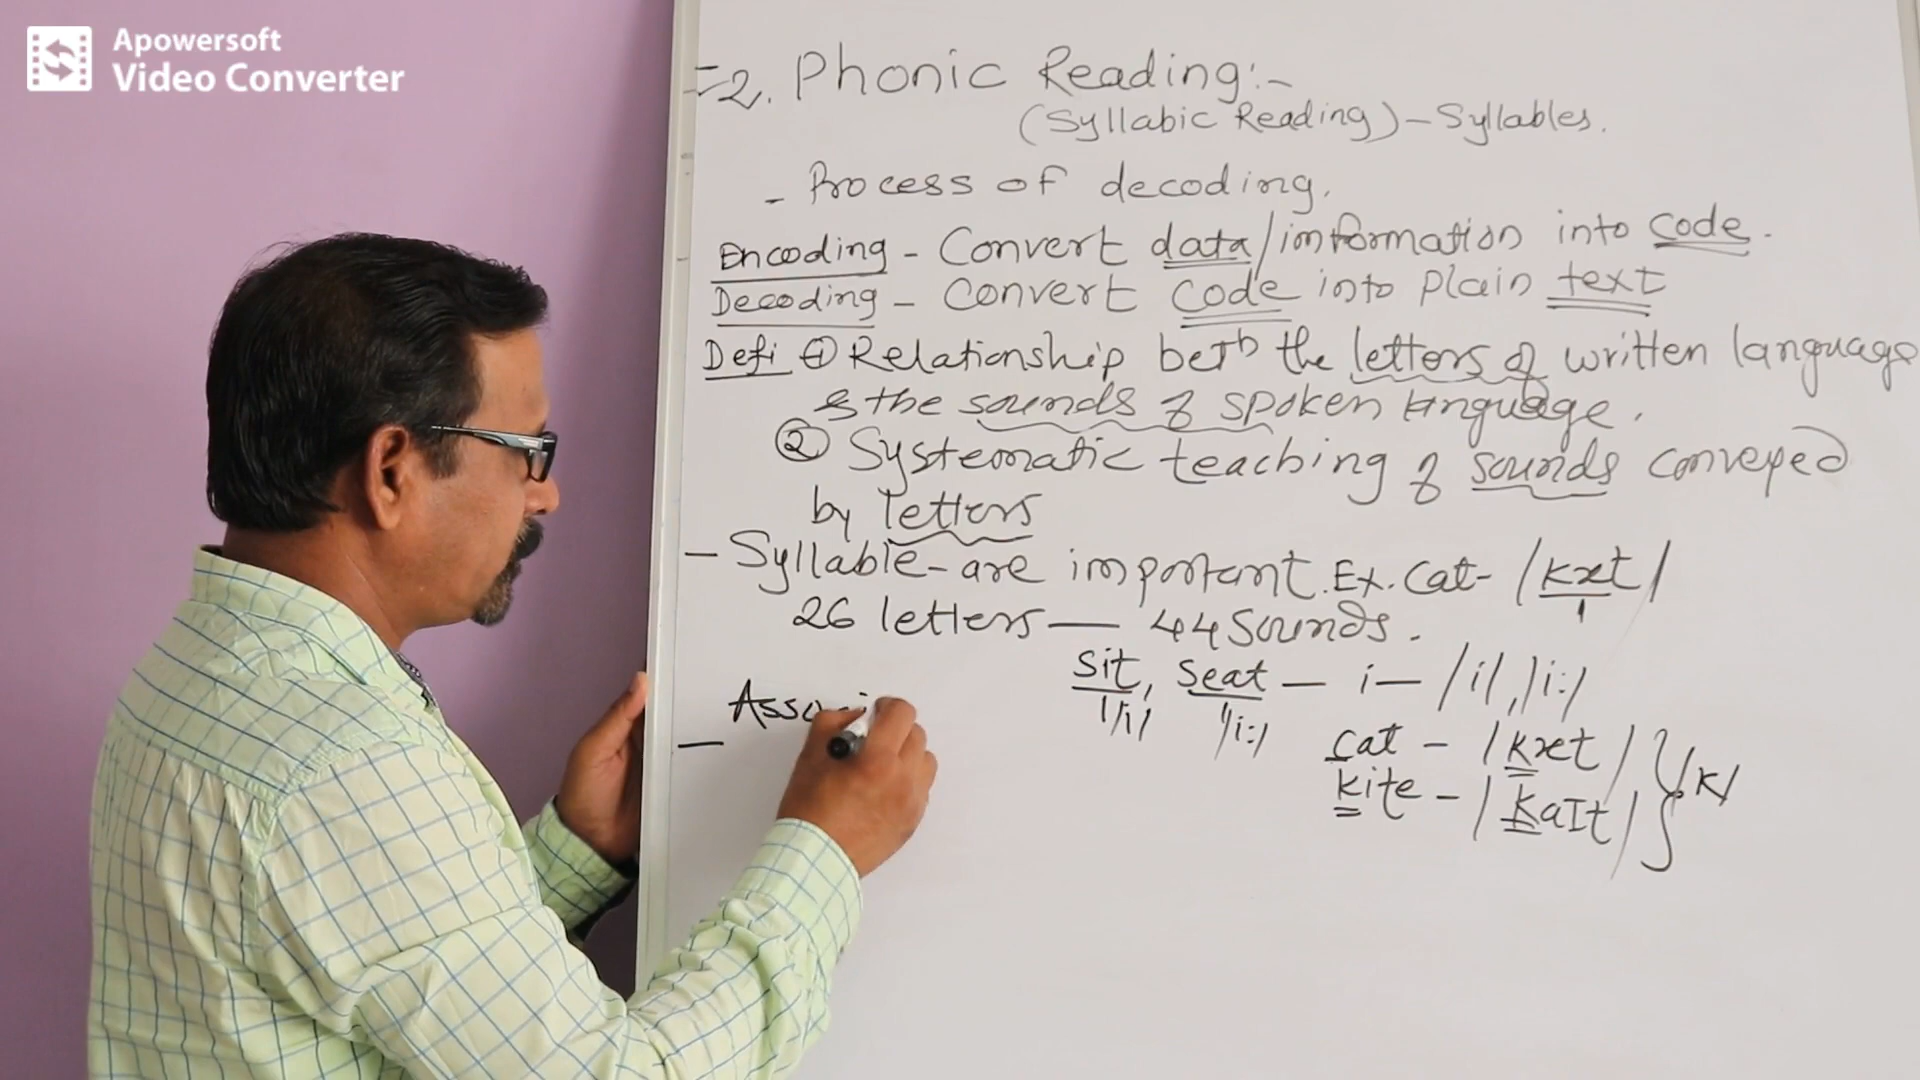 Apowersoft
Video Converter
2. Phonic Reading:-
(Syllabic Reading) – Syllables.
- Process of decoding.
Encoding - Convert data/information into code.
Decoding - Convert code into plain text
Defi ① Relationship betn the letters of written language
& the sounds of spoken language.
② Systematic teaching of sounds conveyed
by letters
- Syllable - are important. Ex. Cat - /kæt/
26 letters — 44 Sounds.
Sit, Seat – i – /i/, /i:/
/i/ /i:/
cat - /kæt/
kite - /kaIt/ } /k/
- Associ